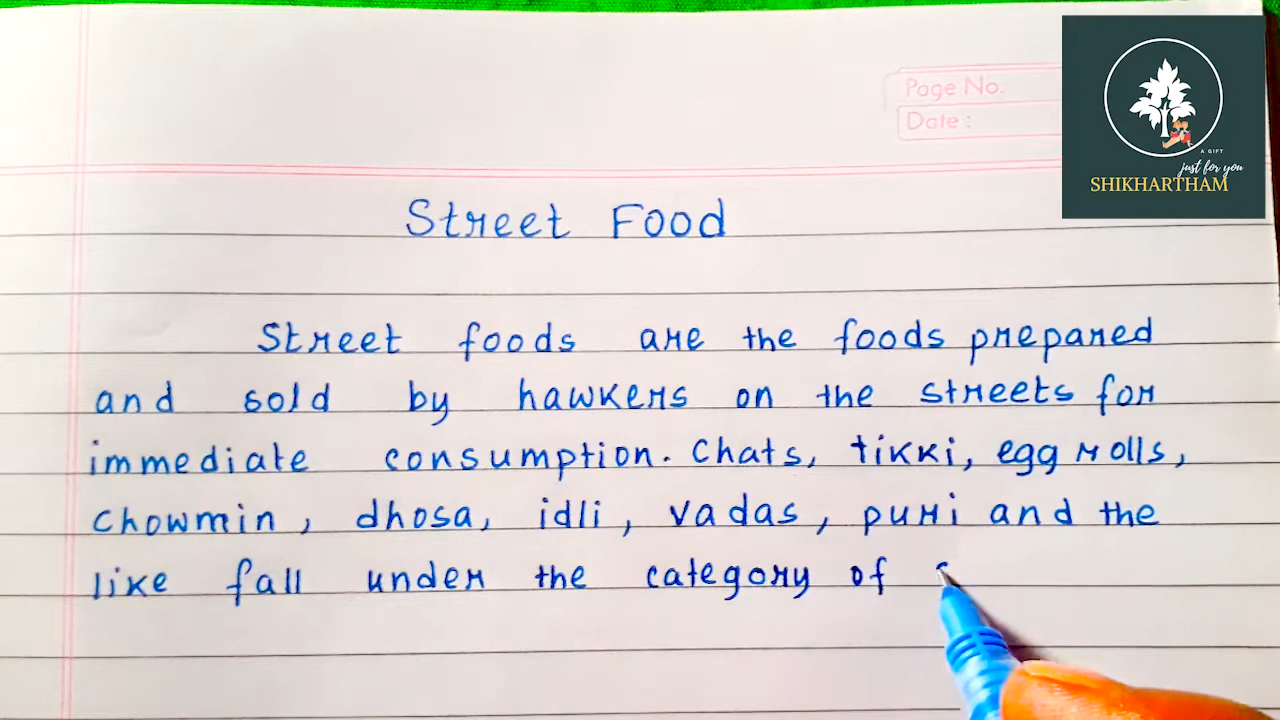 Page No.
Date :
A GIFT
just for you
SHIKHARTHAM
Street Food
Street foods are the foods prepared
and sold by hawkers on the streets for
immediate consumption. Chats, tikki, egg rolls,
chowmin, dhosa, idli, vadas, puri and the
like fall under the category of s